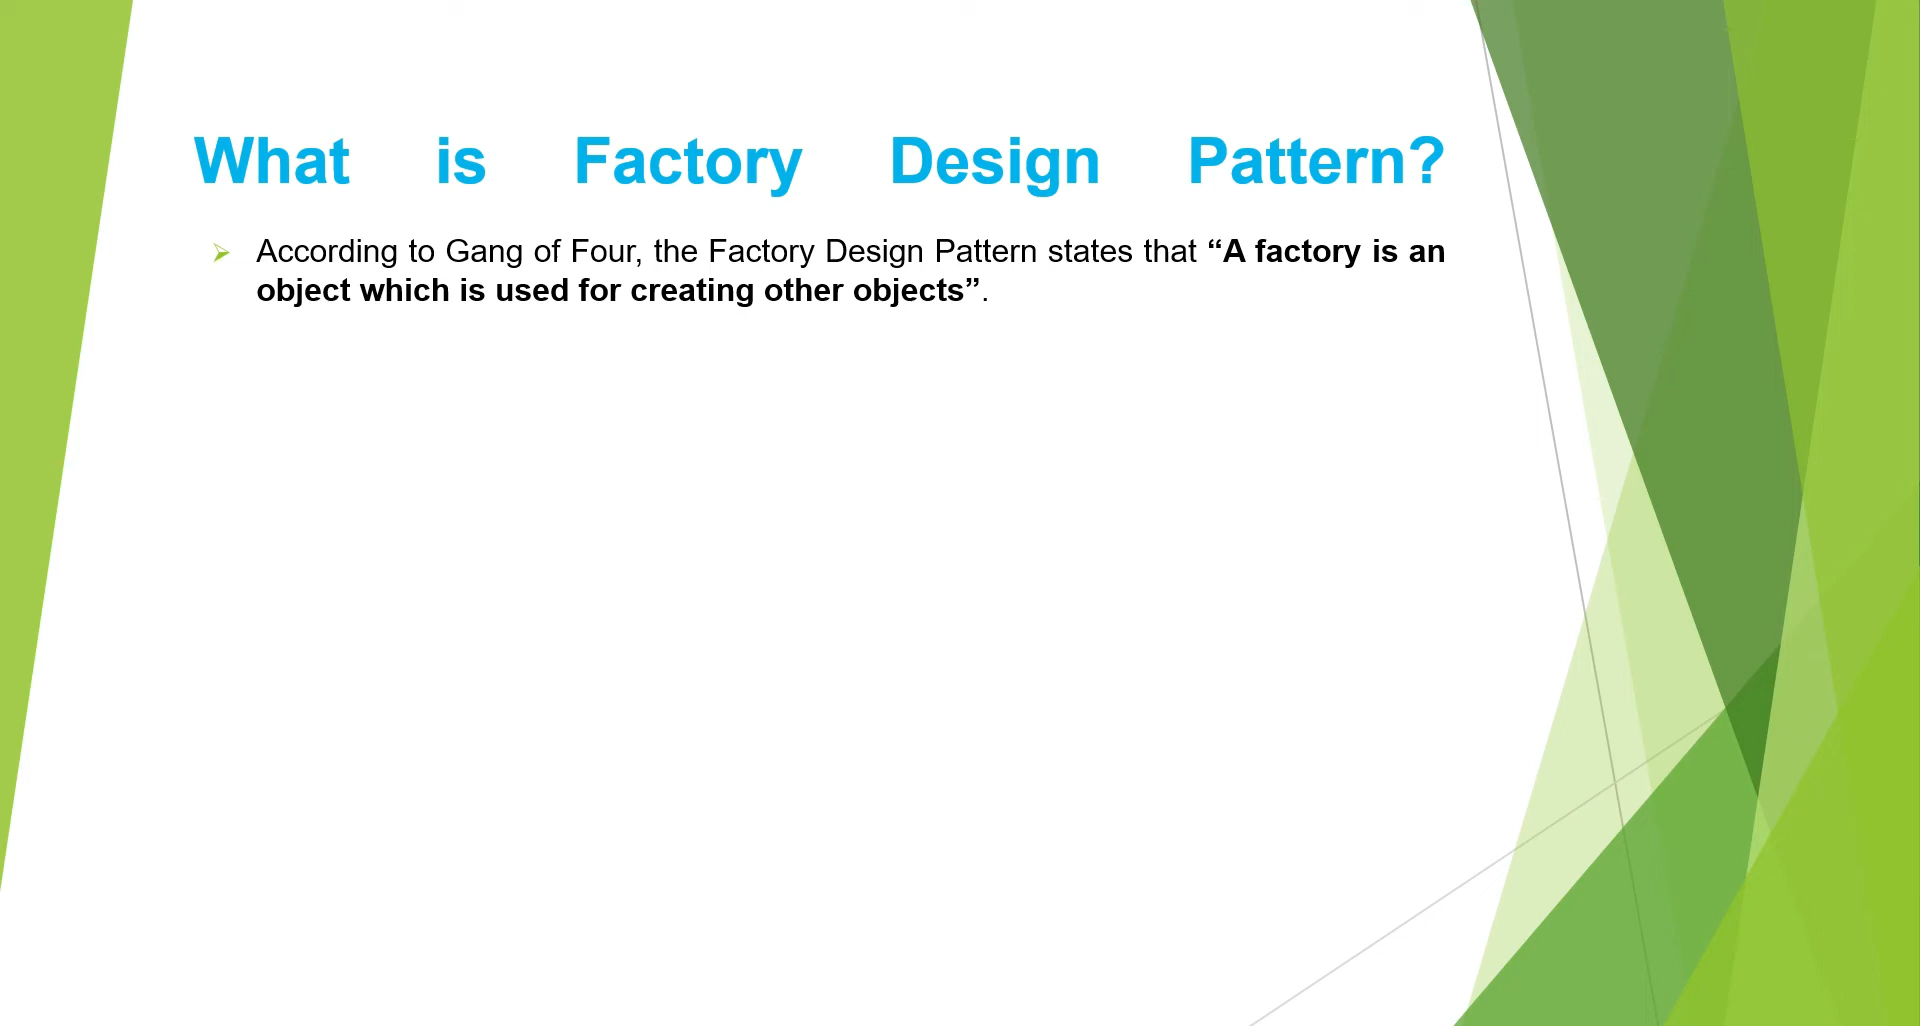 What is Factory Design Pattern?
According to Gang of Four, the Factory Design Pattern states that “A factory is an
object which is used for creating other objects”.